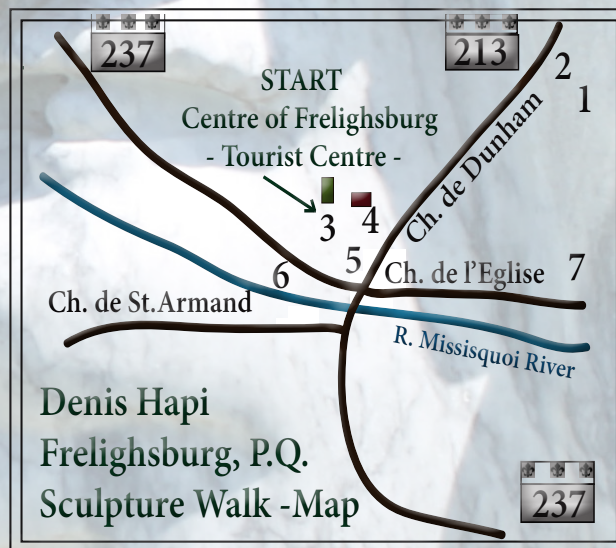 237
213
START
Centre of Frelighsburg
- Tourist Centre -
2
1
Ch. de Dunham
3
4
5
6
Ch. de l'Eglise
7
Ch. de St.Armand
R. Missisquoi River
Denis Hapi
Frelighsburg, P.Q.
Sculpture Walk -Map
237